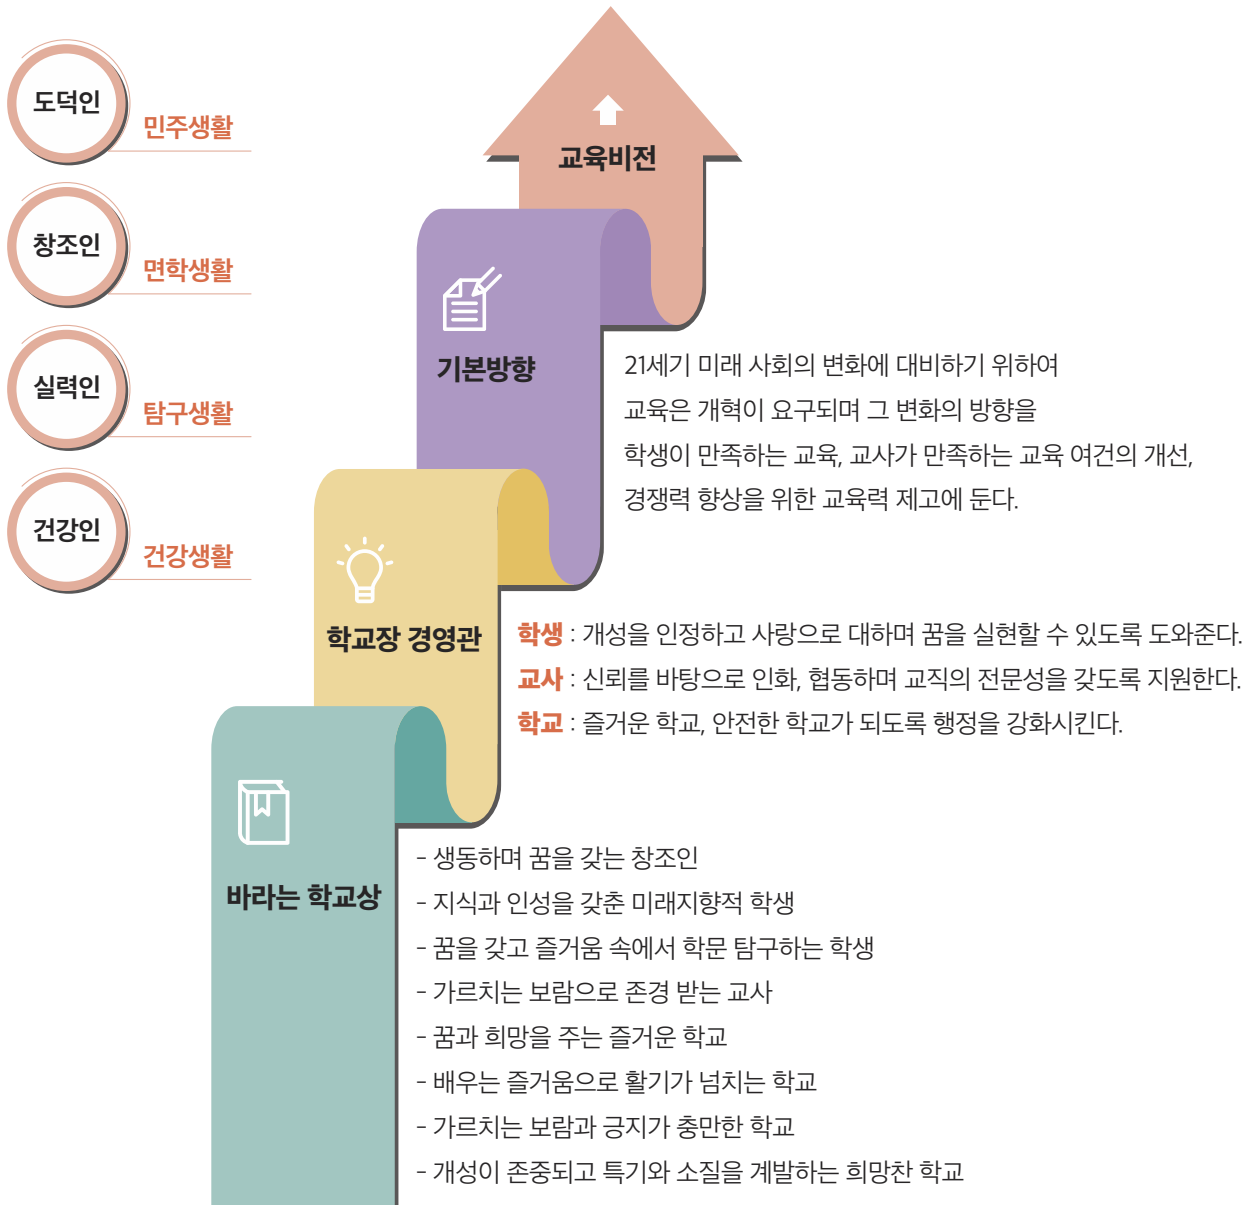 도덕인
민주생활
창조인
면학생활
실력인
탐구생활
건강인
건강생활
교육비전
기본방향
21세기 미래 사회의 변화에 대비하기 위하여
교육은 개혁이 요구되며 그 변화의 방향을
학생이 만족하는 교육, 교사가 만족하는 교육 여건의 개선,
경쟁력 향상을 위한 교육력 제고에 둔다.
학교장 경영관
학생 : 개성을 인정하고 사랑으로 대하며 꿈을 실현할 수 있도록 도와준다.
교사 : 신뢰를 바탕으로 인화, 협동하며 교직의 전문성을 갖도록 지원한다.
학교 : 즐거운 학교, 안전한 학교가 되도록 행정을 강화시킨다.
바라는 학교상
- 생동하며 꿈을 갖는 창조인
- 지식과 인성을 갖춘 미래지향적 학생
- 꿈을 갖고 즐거움 속에서 학문 탐구하는 학생
- 가르치는 보람으로 존경 받는 교사
- 꿈과 희망을 주는 즐거운 학교
- 배우는 즐거움으로 활기가 넘치는 학교
- 가르치는 보람과 긍지가 충만한 학교
- 개성이 존중되고 특기와 소질을 계발하는 희망찬 학교